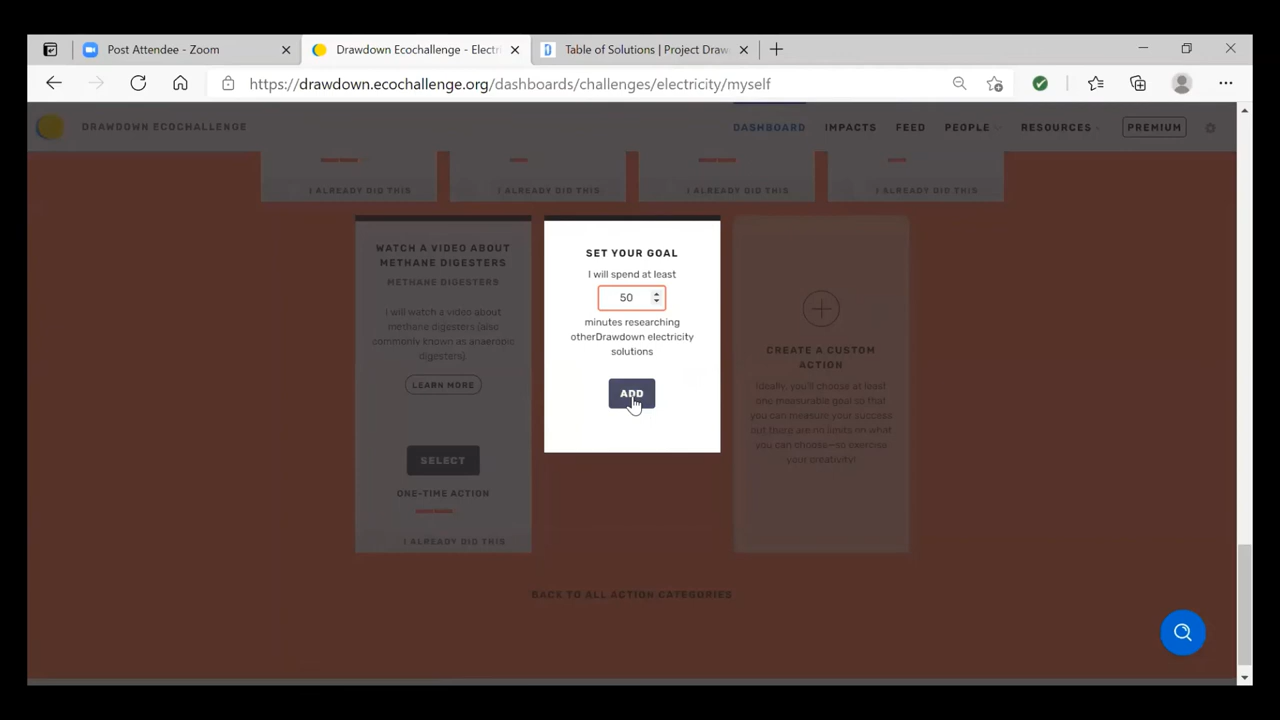 Post Attendee - Zoom
Drawdown Ecochallenge - Electri
Table of Solutions | Project Draw
https://drawdown.ecochallenge.org/dashboards/challenges/electricity/myself
DRAWDOWN ECOCHALLENGE
DASHBOARD
IMPACTS
FEED
PEOPLE
RESOURCES
PREMIUM
I ALREADY DID THIS
I ALREADY DID THIS
I ALREADY DID THIS
I ALREADY DID THIS
WATCH A VIDEO ABOUT
METHANE DIGESTERS
METHANE DIGESTERS
I will watch a video about
methane digesters (also
commonly known as anaerobic
digesters).
LEARN MORE
SELECT
ONE-TIME ACTION
I ALREADY DID THIS
SET YOUR GOAL
I will spend at least
50
minutes researching
otherDrawdown electricity
solutions
ADD
CREATE A CUSTOM
ACTION
Ideally, you'll choose at least
one measurable goal so that
you can measure your success
but there are no limits on what
you can choose—so exercise
your creativity!
BACK TO ALL ACTION CATEGORIES